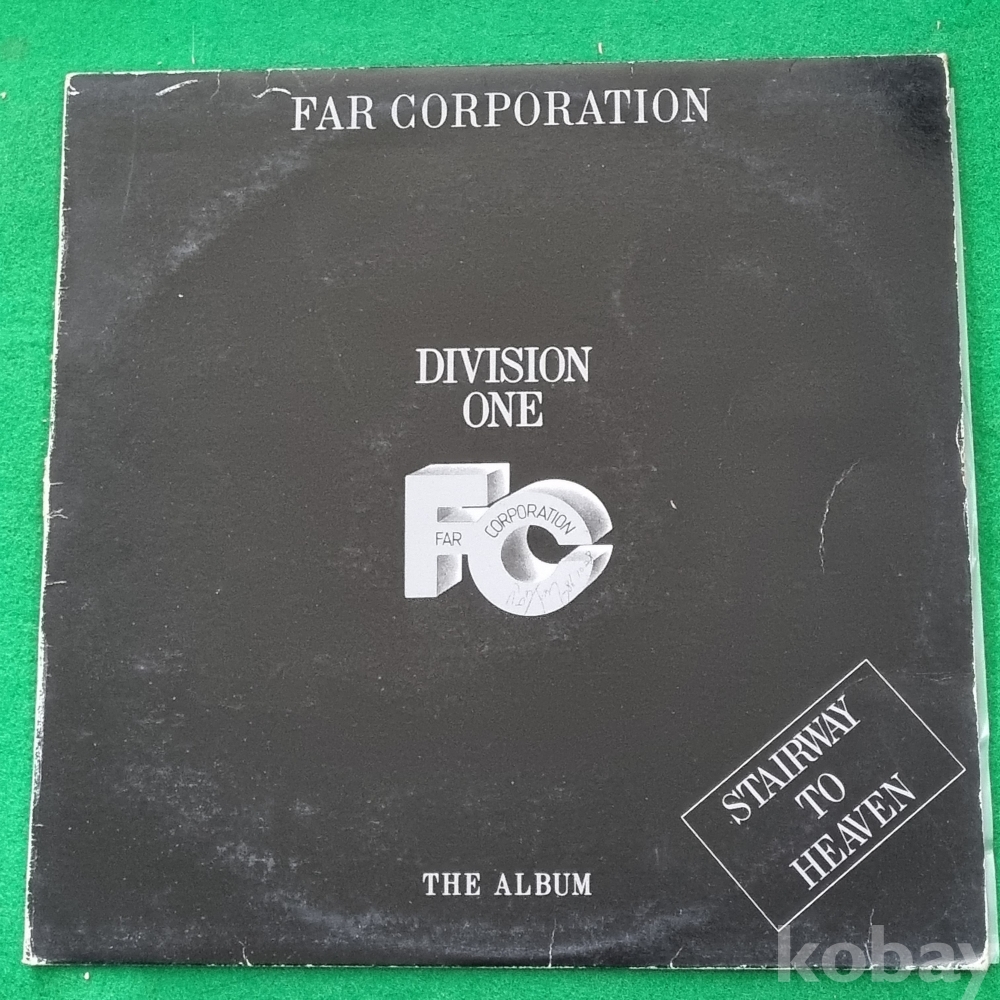 FAR CORPORATION
DIVISION
ONE
FAR
CORPORATION
STAIRWAY
TO
HEAVEN
THE ALBUM
kobay